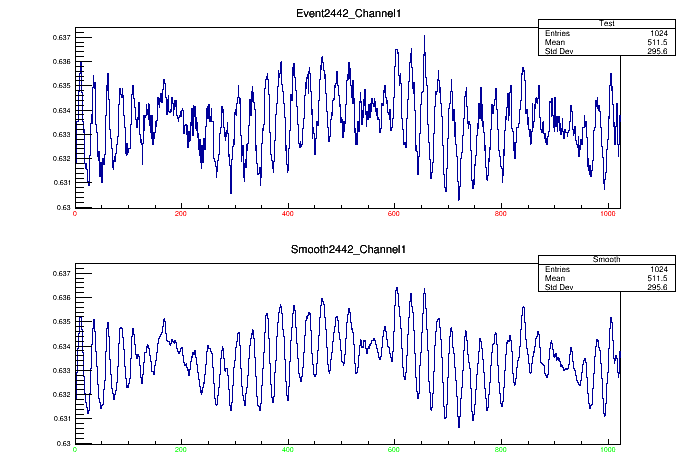 Event2442_Channel1
Test
Entries 1024
Mean 511.5
Std Dev 295.6
0.637
0.636
0.635
0.634
0.633
0.632
0.631
0.63
0 200 400 600 800 1000
Smooth2442_Channel1
Smooth
Entries 1024
Mean 511.5
Std Dev 295.6
0.637
0.636
0.635
0.634
0.633
0.632
0.631
0.63
0 200 400 600 800 1000